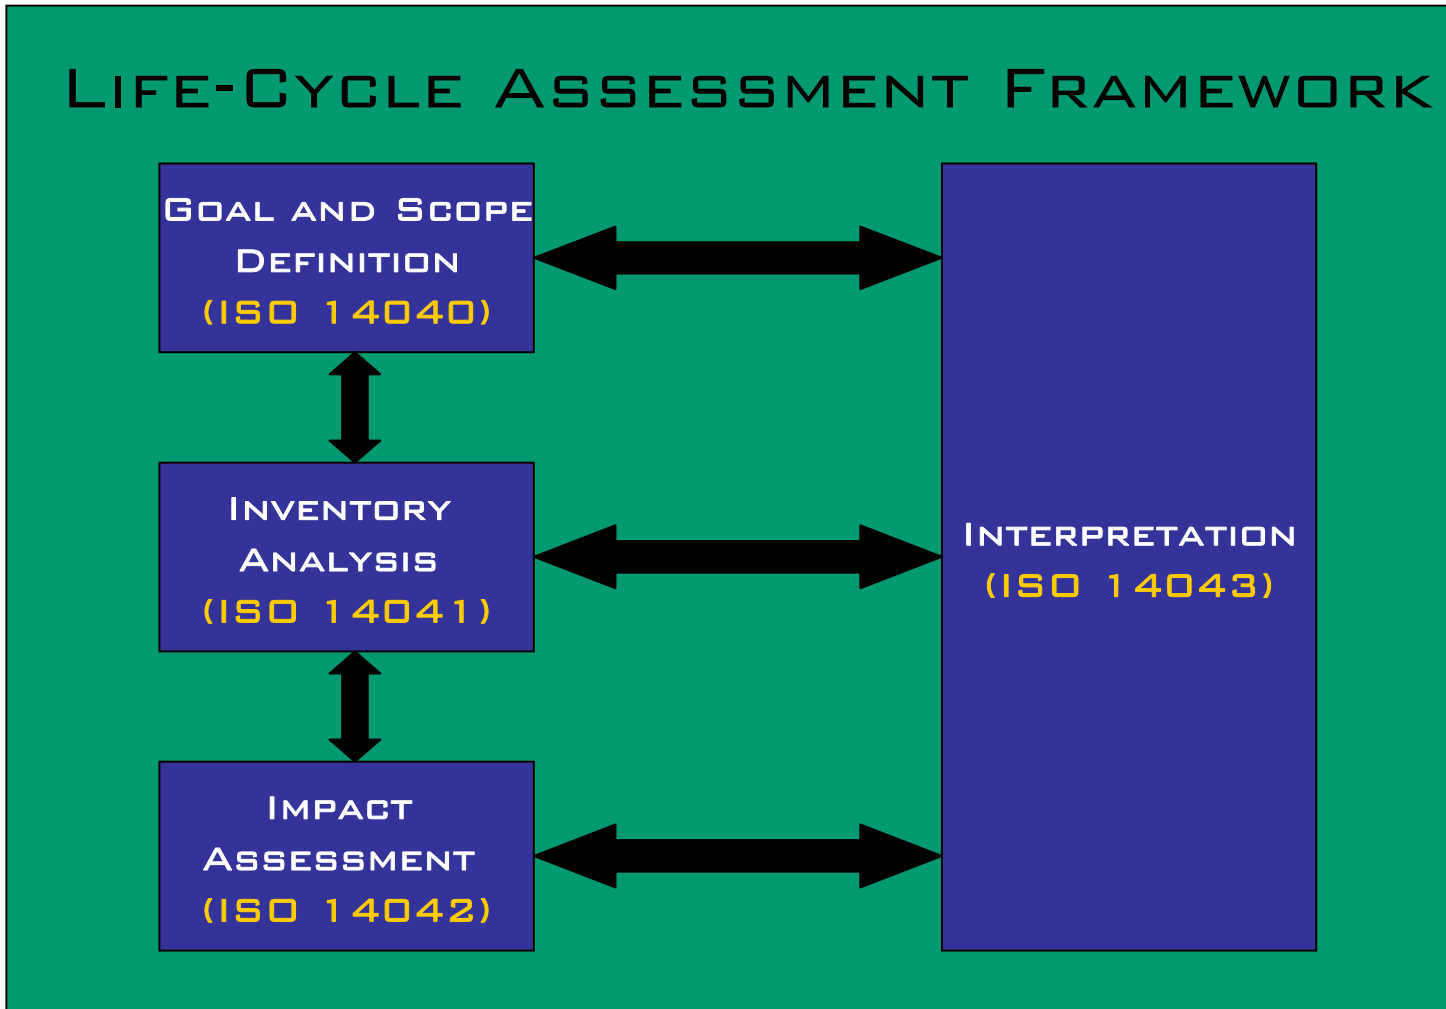 Life-Cycle Assessment Framework
Goal and Scope
Definition
(ISO 14040)
Inventory
Analysis
(ISO 14041)
Impact
Assessment
(ISO 14042)
Interpretation
(ISO 14043)